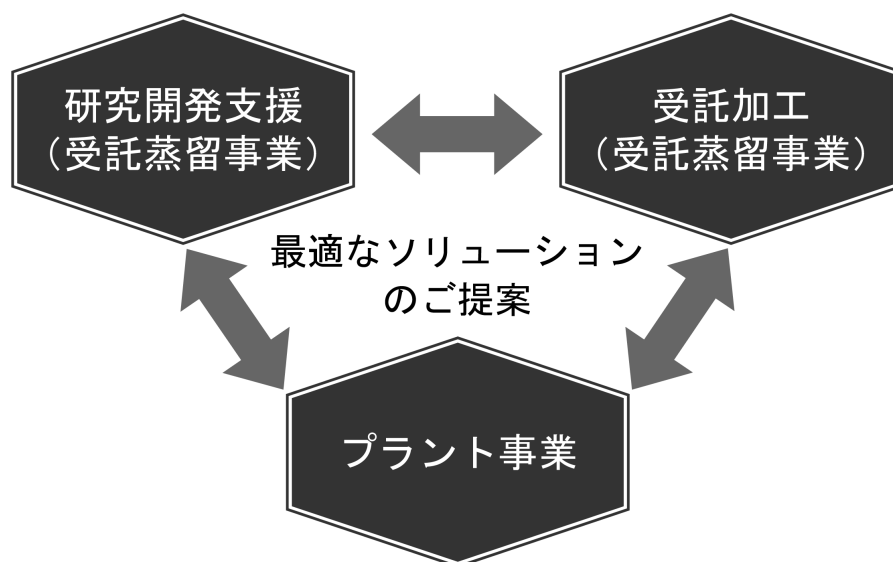 研究開発支援
（受託蒸留事業）
受託加工
（受託蒸留事業）
最適なソリューション
のご提案
プラント事業